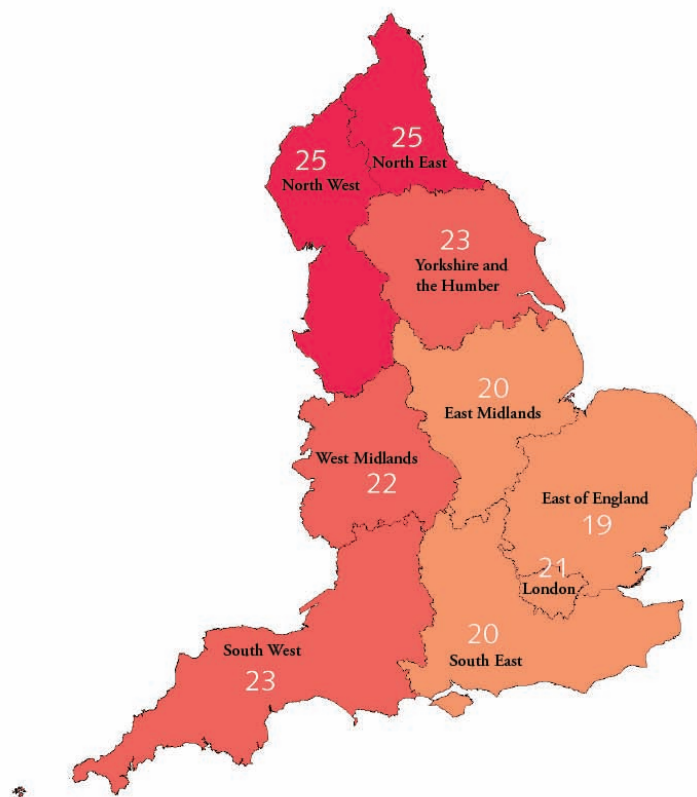 25
North East
25
North West
23
Yorkshire and
the Humber
20
East Midlands
West Midlands
22
East of England
19
21
London
20
South East
South West
23